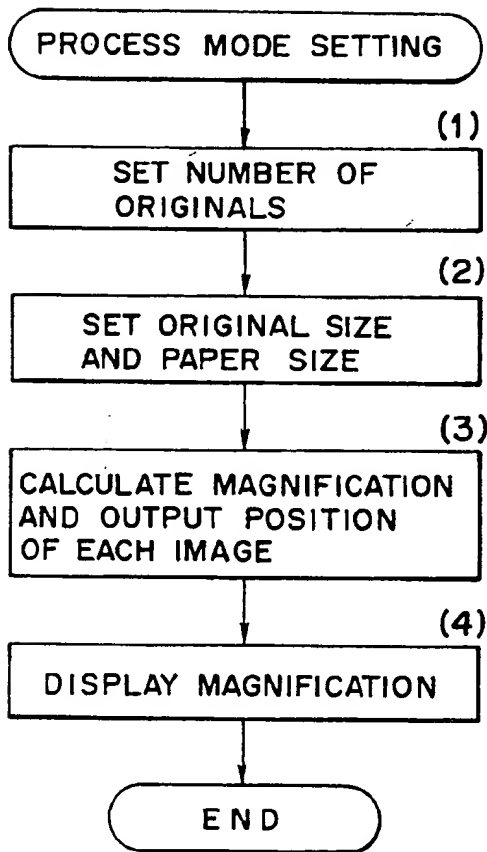 PROCESS MODE SETTING
(1)
SET NUMBER OF
ORIGINALS
(2)
SET ORIGINAL SIZE
AND PAPER SIZE
(3)
CALCULATE MAGNIFICATION
AND OUTPUT POSITION
OF EACH IMAGE
(4)
DISPLAY MAGNIFICATION
END